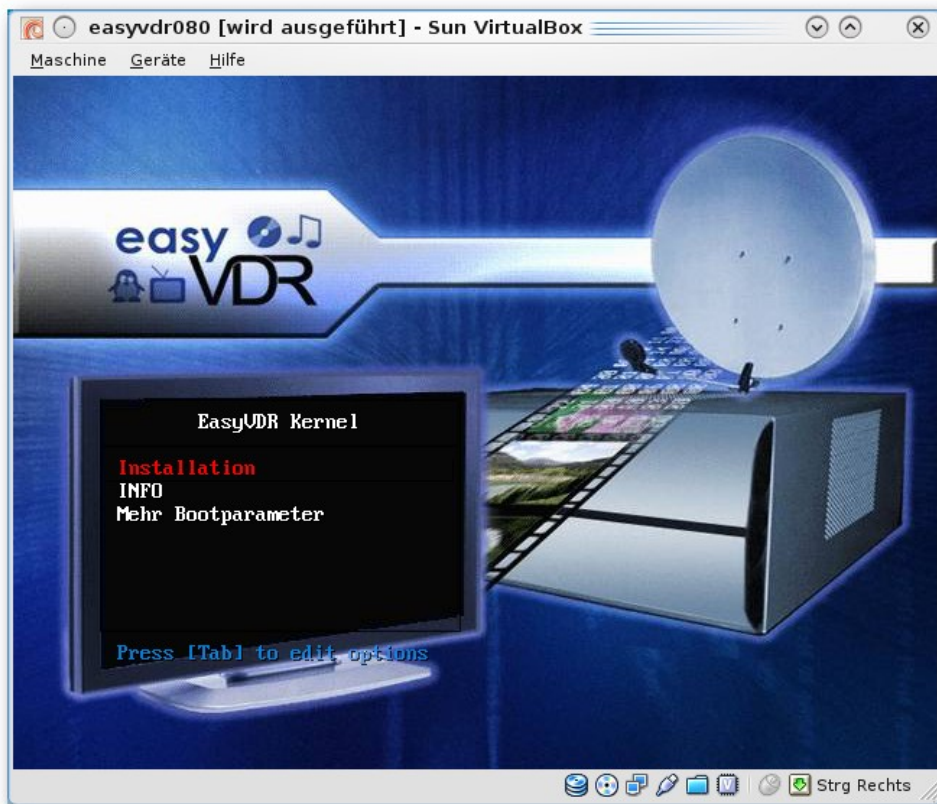 easyvdr080 [wird ausgeführt] - Sun VirtualBox
Maschine Geräte Hilfe
easy
VDR
EasyVDR Kernel
Installation
INFO
Mehr Bootparameter
Press [Tab] to edit options
V
Strg Rechts